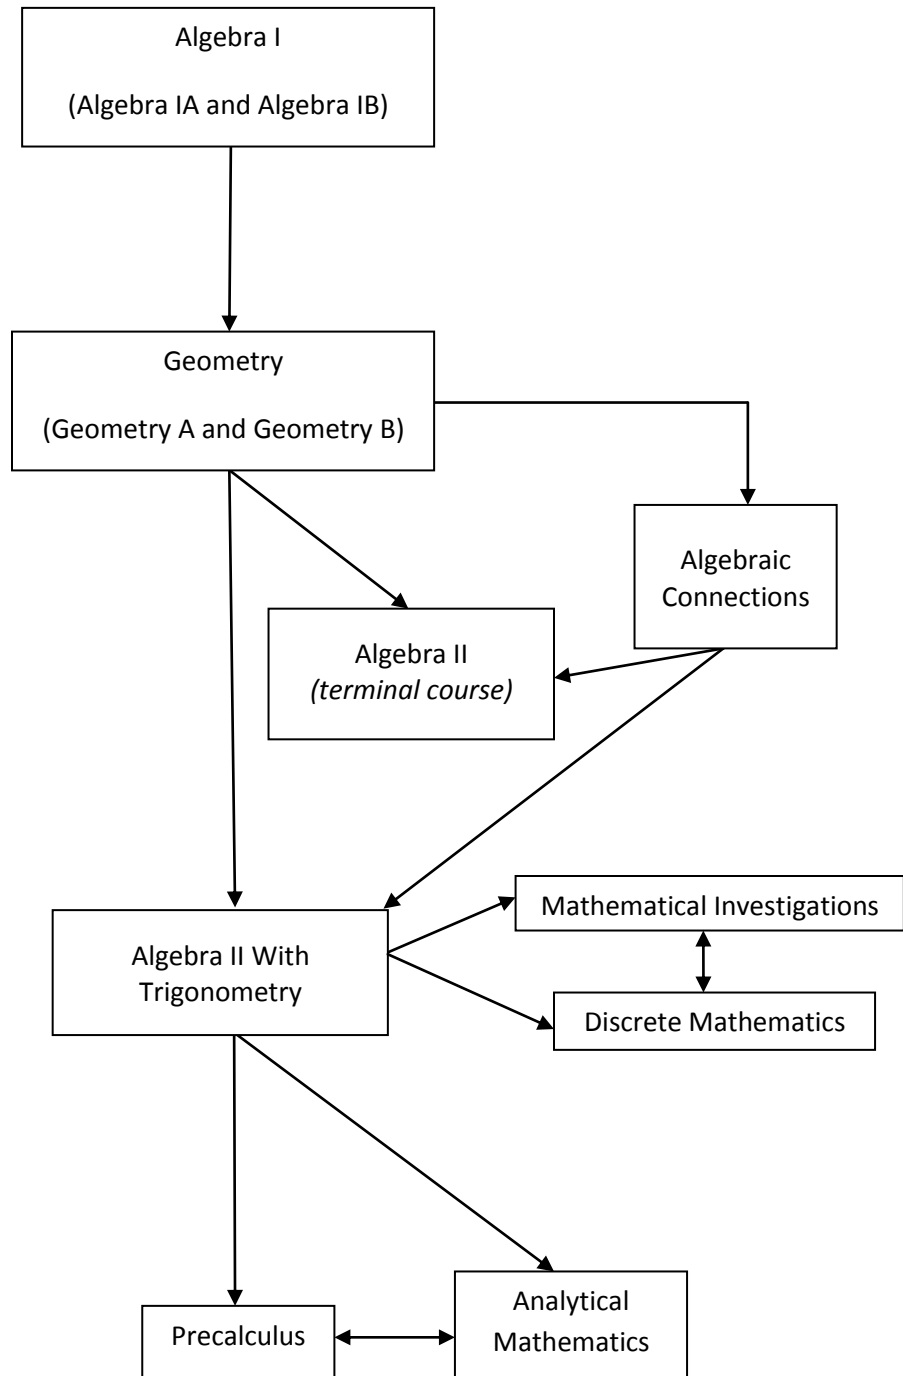 Algebra I
(Algebra IA and Algebra IB)
Geometry
(Geometry A and Geometry B)
Algebraic
Connections
Algebra II
(terminal course)
Mathematical Investigations
Algebra II With
Trigonometry
Discrete Mathematics
Analytical
Mathematics
Precalculus